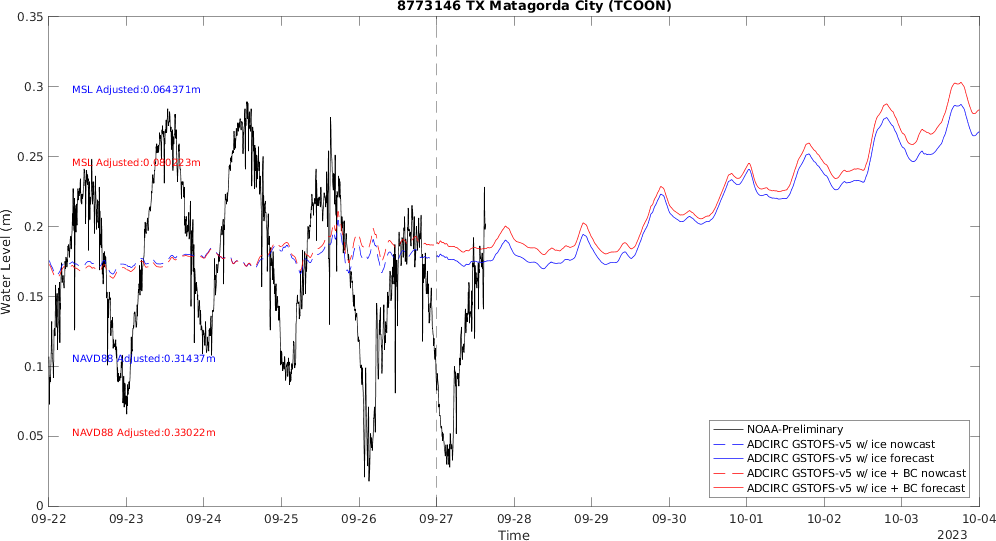 8773146 TX Matagorda City (TCOON)
0.35
0.3
0.25
0.2
0.15
0.1
0.05
0
Water Level (m)
MSL Adjusted:0.064371m
MSL Adjusted:0.080223m
NAVD88 Adjusted:0.31437m
NAVD88 Adjusted:0.33022m
NOAA-Preliminary
ADCIRC GSTOFS-v5 w/ ice nowcast
ADCIRC GSTOFS-v5 w/ ice forecast
ADCIRC GSTOFS-v5 w/ ice + BC nowcast
ADCIRC GSTOFS-v5 w/ ice + BC forecast
09-22 09-23 09-24 09-25 09-26 09-27 09-28 09-29 09-30 10-01 10-02 10-03 10-04
Time
2023